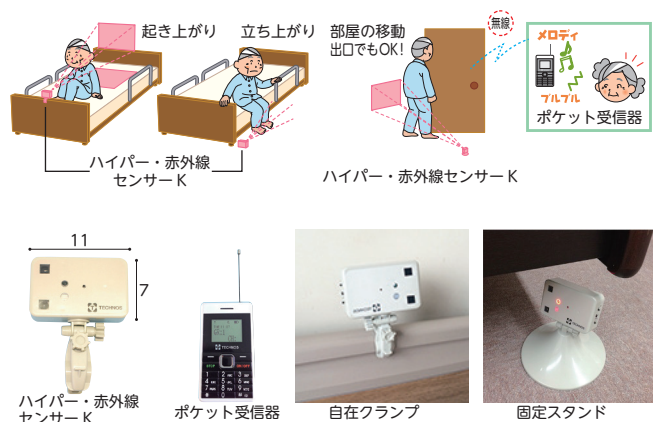 起き上がり
立ち上がり
部屋の移動
出口でもOK!
無線
メロディ
ブルブル
ポケット受信器
ハイパー・赤外線
センサーK
ハイパー・赤外線センサーK
11
7
TECHNOS
TECHNOS
TECHNOS
ハイパー・赤外線
センサーK
ポケット受信器
自在クランプ
固定スタンド